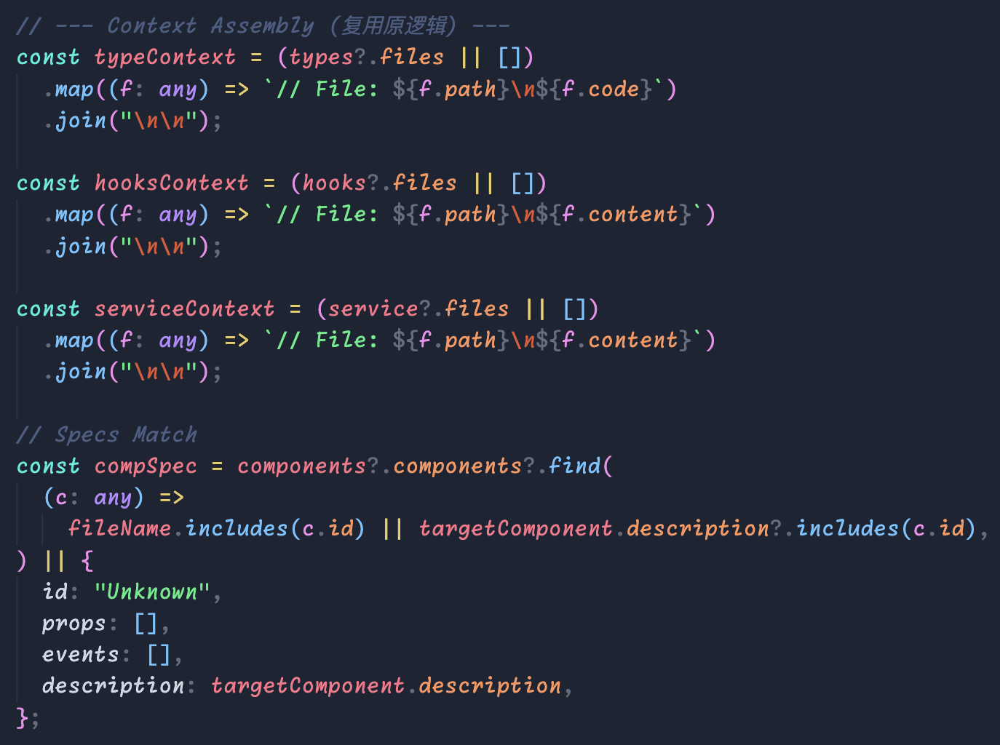 // --- Context Assembly (复用原逻辑) ---
const typeContext = (types?.files || [])
  .map((f: any) => `// File: ${f.path}\n${f.code}`)
  .join("\n\n");

const hooksContext = (hooks?.files || [])
  .map((f: any) => `// File: ${f.path}\n${f.content}`)
  .join("\n\n");

const serviceContext = (service?.files || [])
  .map((f: any) => `// File: ${f.path}\n${f.content}`)
  .join("\n\n");

// Specs Match
const compSpec = components?.components?.find(
  (c: any) =>
    fileName.includes(c.id) || targetComponent.description?.includes(c.id),
) || {
  id: "Unknown",
  props: [],
  events: [],
  description: targetComponent.description,
};